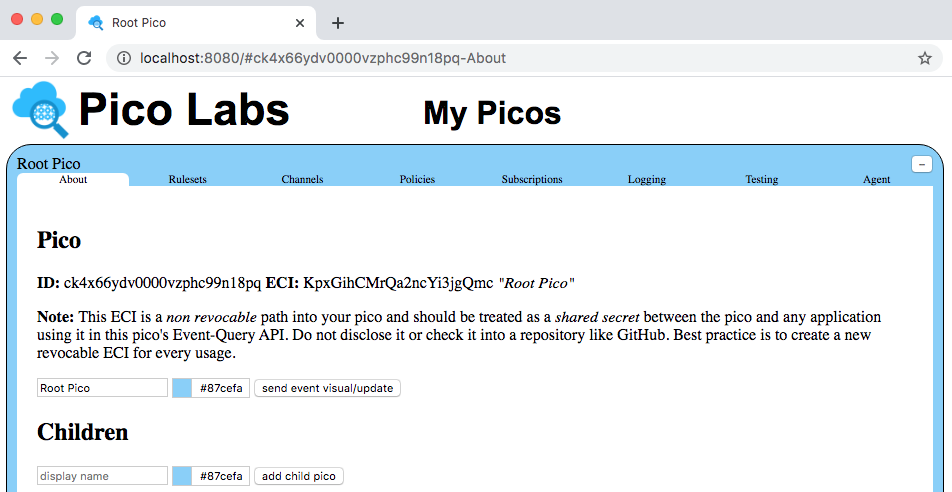 Root Pico
localhost:8080/#ck4x66ydv0000vzphc99n18pq-About
Pico Labs
My Picos
Root Pico
About Rulesets Channels Policies Subscriptions Logging Testing Agent
Pico
ID: ck4x66ydv0000vzphc99n18pq ECI: KpxGihCMrQa2ncYi3jgQmc "Root Pico"
Note: This ECI is a non revocable path into your pico and should be treated as a shared secret between the pico and any application
using it in this pico's Event-Query API. Do not disclose it or check it into a repository like GitHub. Best practice is to create a new
revocable ECI for every usage.
Root Pico #87cefa send event visual/update
Children
display name #87cefa add child pico